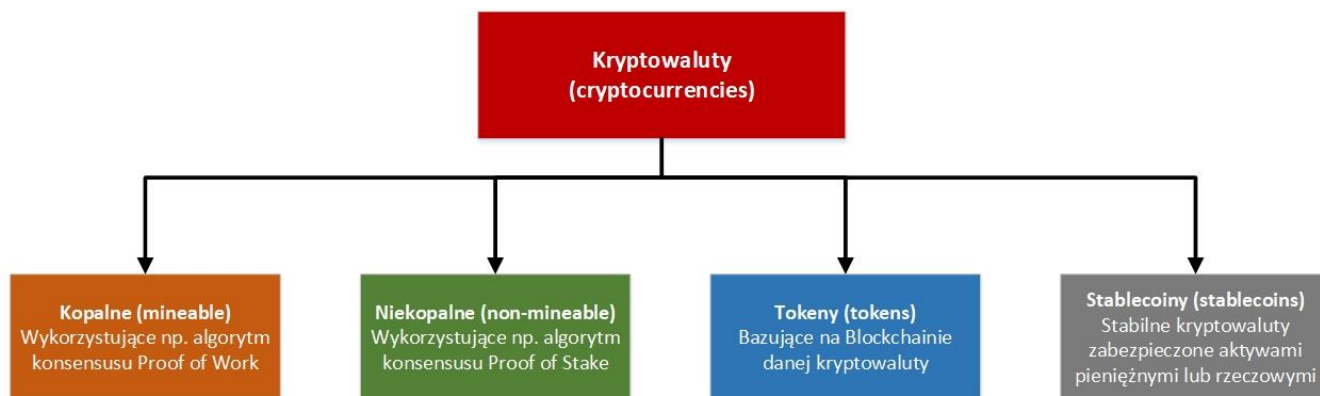 Kryptowaluty
(cryptocurrencies)
Kopalne (mineable)
Wykorzystujące np. algorytm
konsensusu Proof of Work
Niekopalne (non-mineable)
Wykorzystujące np. algorytm
konsensusu Proof of Stake
Tokeny (tokens)
Bazujące na Blockchainie
danej kryptowaluty
Stablecoiny (stablecoins)
Stabilne kryptowaluty
zabezpieczone aktywami
pieniężnymi lub rzeczowymi